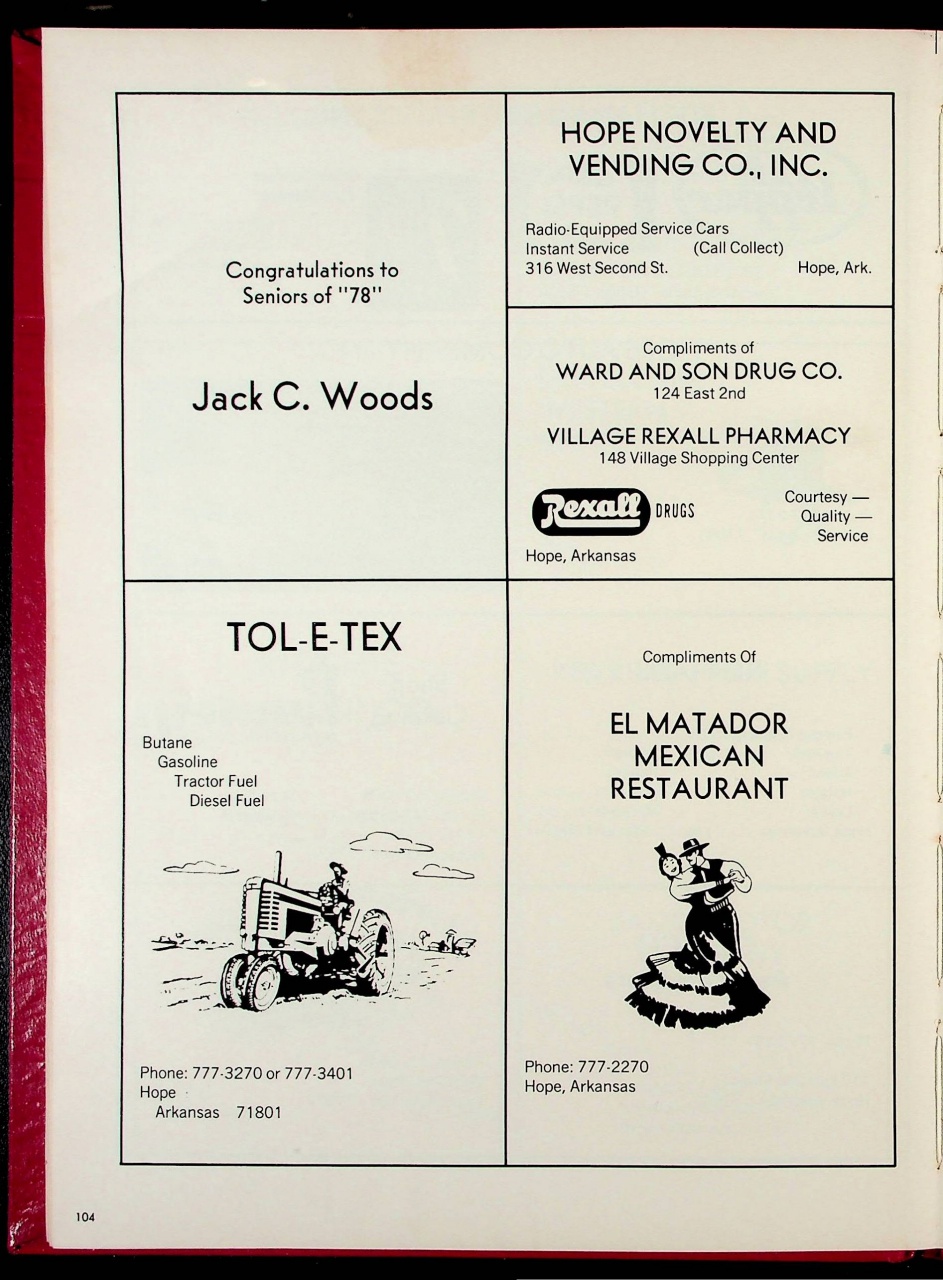 Congratulations to
Seniors of "78"
Jack C. Woods
HOPE NOVELTY AND
VENDING CO., INC.
Radio-Equipped Service Cars
Instant Service (Call Collect)
316 West Second St. Hope, Ark.
Compliments of
WARD AND SON DRUG CO.
124 East 2nd
VILLAGE REXALL PHARMACY
148 Village Shopping Center
Rexall DRUGS
Courtesy —
Quality —
Service
Hope, Arkansas
TOL-E-TEX
Butane
Gasoline
Tractor Fuel
Diesel Fuel
Phone: 777-3270 or 777-3401
Hope
Arkansas 71801
Compliments Of
EL MATADOR
MEXICAN
RESTAURANT
Phone: 777-2270
Hope, Arkansas
104